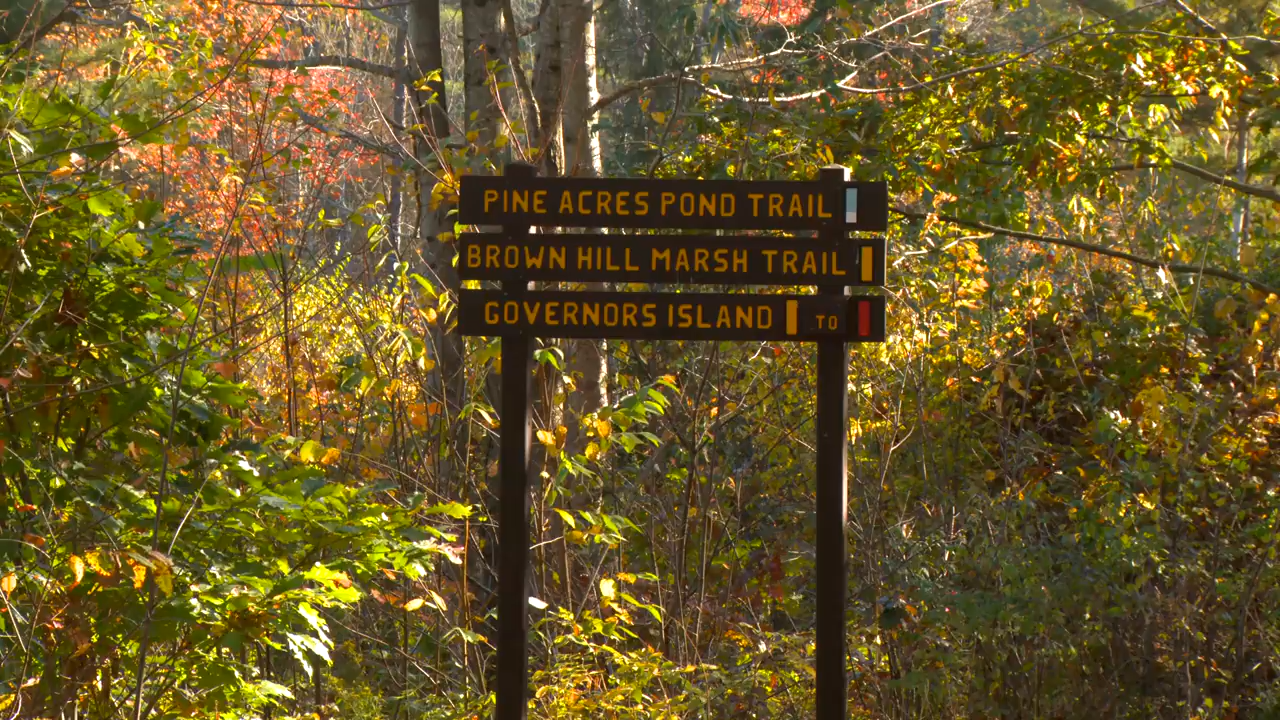 PINE ACRES POND TRAIL
BROWN HILL MARSH TRAIL
GOVERNORS ISLAND TO